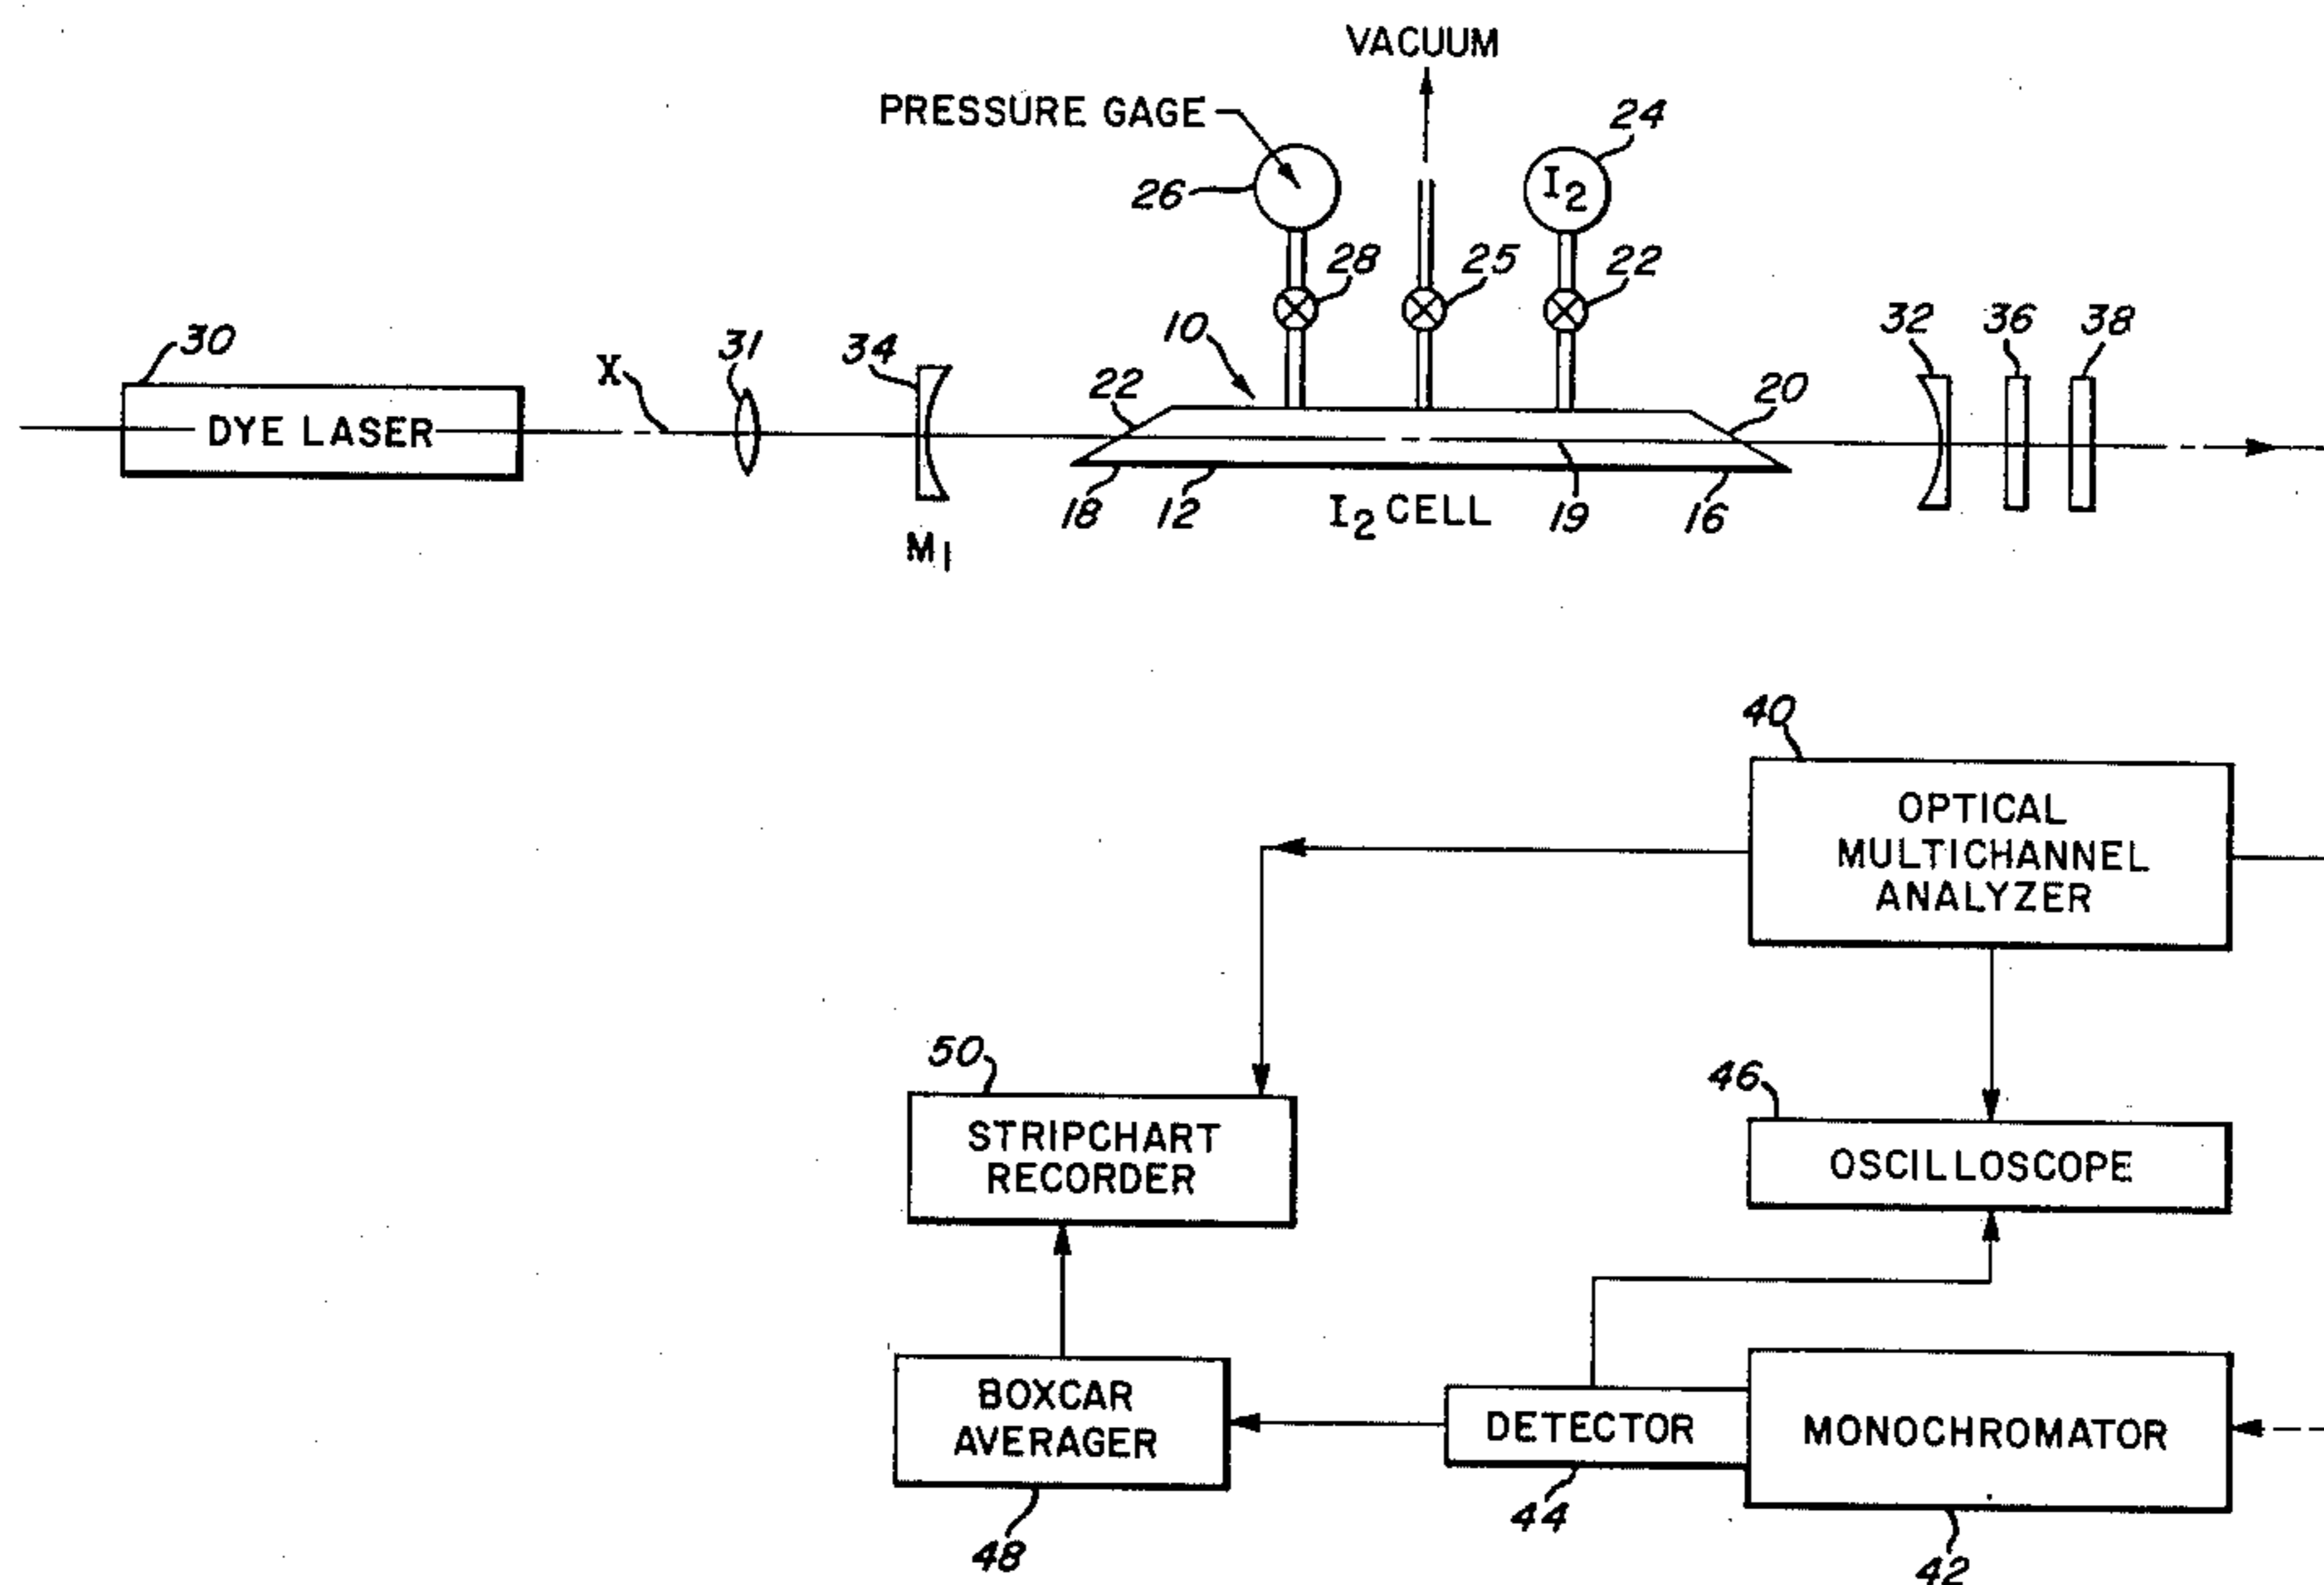 VACUUM
PRESSURE GAGE
24
I2
26
28
25
22
10
32
36
38
30
X
31
34
22
20
DYE LASER
18
12
I2 CELL
19
16
M1
40
OPTICAL
MULTICHANNEL
ANALYZER
50
46
STRIPCHART
RECORDER
OSCILLOSCOPE
BOXCAR
AVERAGER
DETECTOR
MONOCHROMATOR
44
48
42